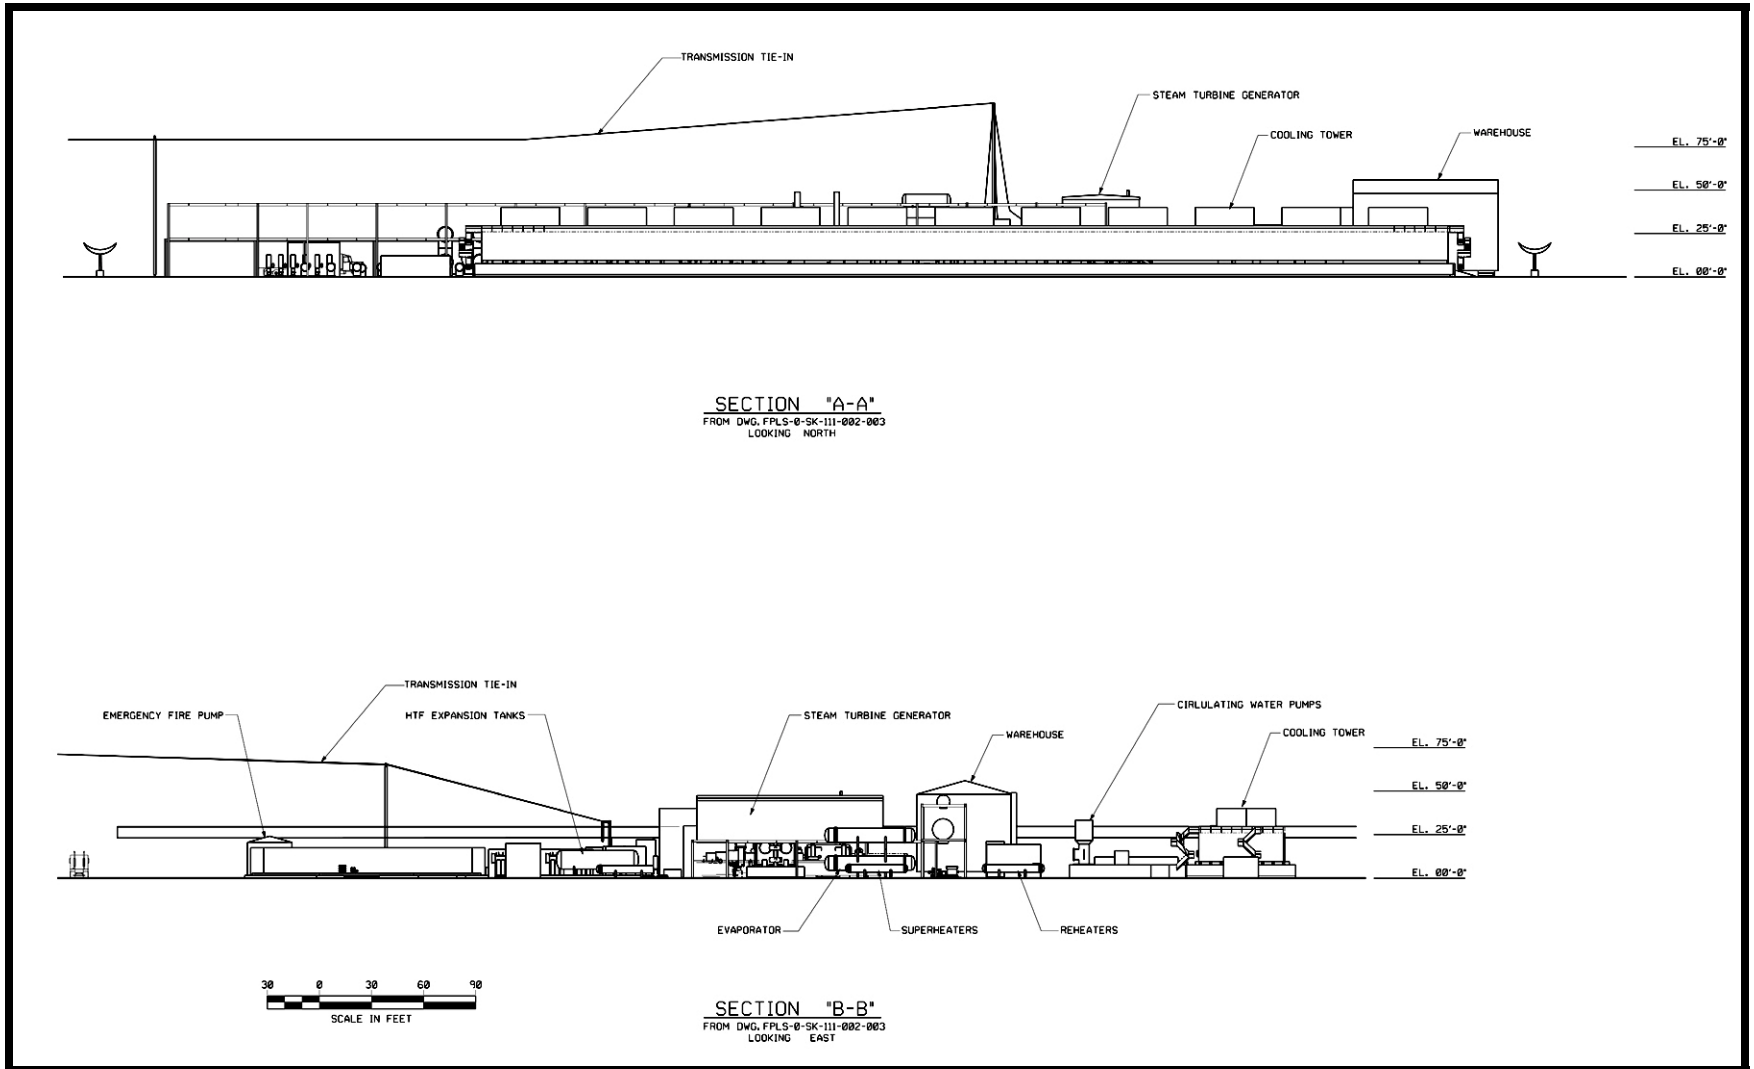 TRANSMISSION TIE-IN
STEAM TURBINE GENERATOR
COOLING TOWER
WAREHOUSE
EL. 75'-0"
EL. 50'-0"
EL. 25'-0"
EL. 00'-0"
SECTION "A-A"
FROM DWG. FPLS-0-SK-111-002-003
LOOKING NORTH
TRANSMISSION TIE-IN
EMERGENCY FIRE PUMP
HTF EXPANSION TANKS
STEAM TURBINE GENERATOR
WAREHOUSE
CIRLULATING WATER PUMPS
COOLING TOWER
EL. 75'-0"
EL. 50'-0"
EL. 25'-0"
EL. 00'-0"
EVAPORATOR
SUPERHEATERS
REHEATERS
30 0 30 60 90
SCALE IN FEET
SECTION "B-B"
FROM DWG. FPLS-0-SK-111-002-003
LOOKING EAST